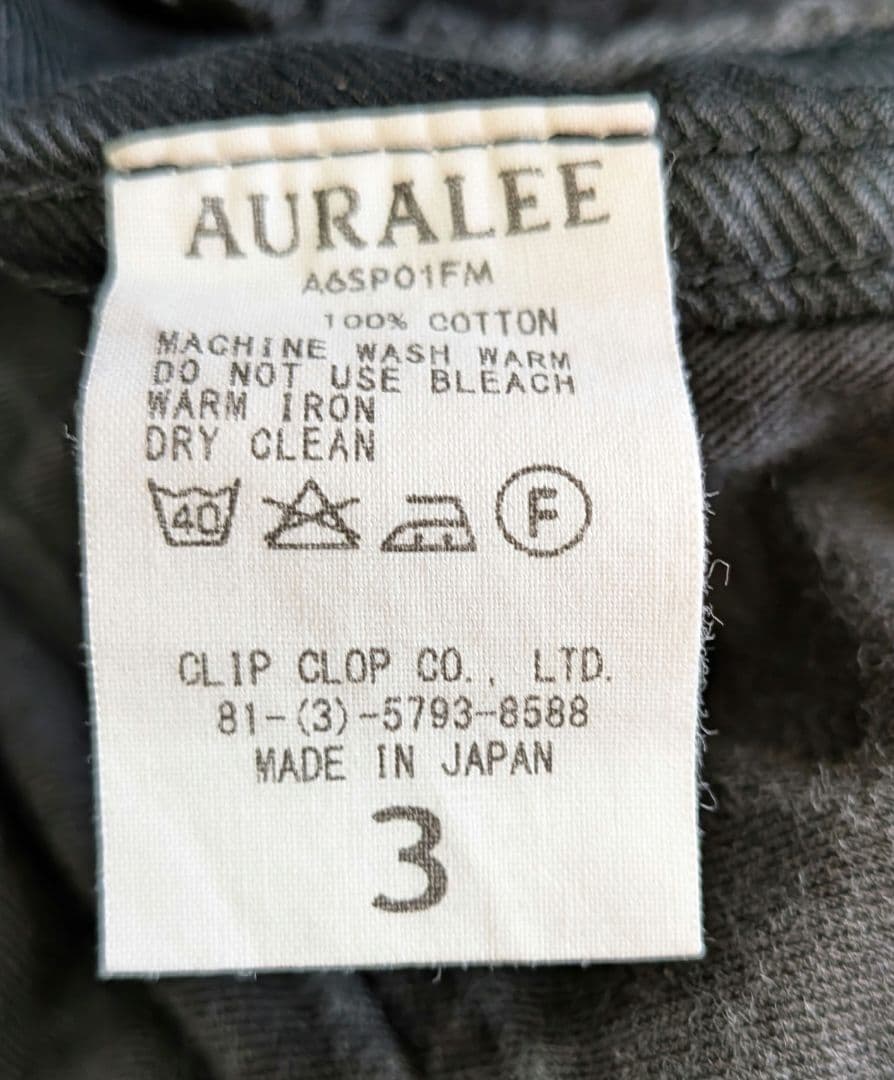 AURALEE
A6SP01FM
100% COTTON
MACHINE WASH WARM
DO NOT USE BLEACH
WARM IRON
DRY CLEAN
40 F
CLIP CLOP CO., LTD.
81-(3)-5793-8588
MADE IN JAPAN
3